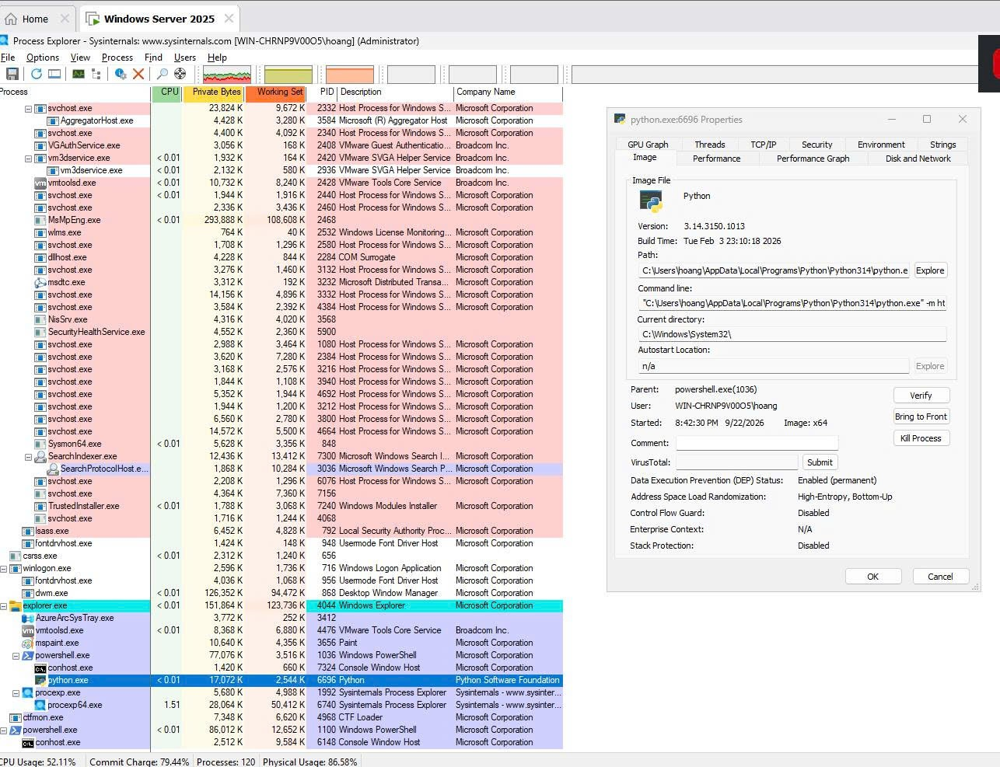 Home
Windows Server 2025
Process Explorer - Sysinternals: www.sysinternals.com [WIN-CHRNP9V00O5\hoang] (Administrator)
File Options View Process Find Users Help
Process CPU Private Bytes Working Set PID Description Company Name
svchost.exe 23,824 K 9,672 K 2332 Host Process for Windows S... Microsoft Corporation
AggregatorHost.exe 4,428 K 3,280 K 3584 Microsoft (R) Aggregator Host Microsoft Corporation
svchost.exe 4,400 K 4,092 K 2340 Host Process for Windows S... Microsoft Corporation
VGAuthService.exe 3,056 K 168 K 2408 VMware Guest Authenticatio... Broadcom Inc.
vm3dservice.exe < 0.01 1,932 K 164 K 2420 VMware SVGA Helper Service Broadcom Inc.
vm3dservice.exe < 0.01 2,132 K 580 K 2936 VMware SVGA Helper Service Broadcom Inc.
vm vmtoolsd.exe < 0.01 10,732 K 8,240 K 2428 VMware Tools Core Service Broadcom Inc.
svchost.exe < 0.01 1,944 K 1,916 K 2440 Host Process for Windows S... Microsoft Corporation
svchost.exe 2,336 K 3,436 K 2460 Host Process for Windows S... Microsoft Corporation
MsMpEng.exe < 0.01 293,888 K 108,608 K 2468
wlms.exe 764 K 40 K 2532 Windows License Monitoring... Microsoft Corporation
svchost.exe 1,708 K 1,296 K 2580 Host Process for Windows S... Microsoft Corporation
dllhost.exe 4,228 K 844 K 2284 COM Surrogate Microsoft Corporation
svchost.exe 3,276 K 1,460 K 3132 Host Process for Windows S... Microsoft Corporation
msdtc.exe 3,312 K 192 K 3232 Microsoft Distributed Transa... Microsoft Corporation
svchost.exe 14,156 K 4,896 K 3332 Host Process for Windows S... Microsoft Corporation
svchost.exe 3,584 K 2,392 K 4384 Host Process for Windows S... Microsoft Corporation
NisSrv.exe 4,316 K 4,020 K 3568
SecurityHealthService.exe 4,552 K 2,360 K 5900
svchost.exe 2,988 K 3,464 K 1080 Host Process for Windows S... Microsoft Corporation
svchost.exe 3,620 K 7,280 K 2384 Host Process for Windows S... Microsoft Corporation
svchost.exe 3,168 K 2,576 K 3216 Host Process for Windows S... Microsoft Corporation
svchost.exe 1,844 K 1,108 K 3940 Host Process for Windows S... Microsoft Corporation
svchost.exe 5,352 K 1,944 K 4692 Host Process for Windows S... Microsoft Corporation
svchost.exe 1,944 K 1,200 K 3212 Host Process for Windows S... Microsoft Corporation
svchost.exe 6,560 K 2,780 K 3800 Host Process for Windows S... Microsoft Corporation
svchost.exe 14,572 K 5,500 K 4664 Host Process for Windows S... Microsoft Corporation
Sysmon64.exe < 0.01 5,628 K 3,356 K 848
SearchIndexer.exe 12,436 K 13,412 K 7300 Microsoft Windows Search I... Microsoft Corporation
SearchProtocolHost.e... 1,868 K 10,284 K 3036 Microsoft Windows Search P... Microsoft Corporation
svchost.exe 2,208 K 1,296 K 6076 Host Process for Windows S... Microsoft Corporation
svchost.exe 4,364 K 7,360 K 7156
TrustedInstaller.exe < 0.01 1,788 K 3,068 K 7240 Windows Modules Installer Microsoft Corporation
svchost.exe 1,716 K 1,244 K 4068
lsass.exe 6,452 K 4,828 K 792 Local Security Authority Proc... Microsoft Corporation
fontdrvhost.exe 1,424 K 148 K 948 Usermode Font Driver Host Microsoft Corporation
csrss.exe < 0.01 2,312 K 1,240 K 656
winlogon.exe 2,596 K 1,736 K 716 Windows Logon Application Microsoft Corporation
fontdrvhost.exe 4,036 K 1,068 K 956 Usermode Font Driver Host Microsoft Corporation
dwm.exe < 0.01 126,352 K 94,472 K 868 Desktop Window Manager Microsoft Corporation
explorer.exe < 0.01 151,864 K 123,736 K 4044 Windows Explorer Microsoft Corporation
AzureArcSysTray.exe 3,772 K 252 K 3412
vm vmtoolsd.exe < 0.01 8,368 K 6,880 K 4476 VMware Tools Core Service Broadcom Inc.
mspaint.exe 10,640 K 4,356 K 3656 Paint Microsoft Corporation
powershell.exe 77,076 K 3,516 K 1036 Windows PowerShell Microsoft Corporation
conhost.exe 1,420 K 660 K 7324 Console Window Host Microsoft Corporation
python.exe < 0.01 17,072 K 2,544 K 6696 Python Python Software Foundation
procexp.exe 5,680 K 4,988 K 1992 Sysinternals Process Explorer Sysinternals - www.sysinter...
procexp64.exe 1.51 28,064 K 50,412 K 6740 Sysinternals Process Explorer Sysinternals - www.sysinter...
ctfmon.exe 7,348 K 6,620 K 4968 CTF Loader Microsoft Corporation
powershell.exe < 0.01 86,012 K 12,652 K 1100 Windows PowerShell Microsoft Corporation
conhost.exe 2,512 K 9,584 K 6148 Console Window Host Microsoft Corporation
CPU Usage: 52.11% Commit Charge: 79.44% Processes: 120 Physical Usage: 86.58%
python.exe:6696 Properties
GPU Graph Threads TCP/IP Security Environment Strings
Image Performance Performance Graph Disk and Network
Image File
Python
Version: 3.14.3150.1013
Build Time: Tue Feb 3 23:10:18 2026
Path:
C:\Users\hoang\AppData\Local\Programs\Python\Python314\python.e Explore
Command line:
"C:\Users\hoang\AppData\Local\Programs\Python\Python314\python.exe" -m ht
Current directory:
C:\Windows\System32\
Autostart Location:
n/a Explore
Parent: powershell.exe(1036)
Verify
User: WIN-CHRNP9V00O5\hoang
Bring to Front
Started: 8:42:30 PM 9/22/2026 Image: x64
Kill Process
Comment:
VirusTotal: Submit
Data Execution Prevention (DEP) Status: Enabled (permanent)
Address Space Load Randomization: High-Entropy, Bottom-Up
Control Flow Guard: Disabled
Enterprise Context: N/A
Stack Protection: Disabled
OK Cancel